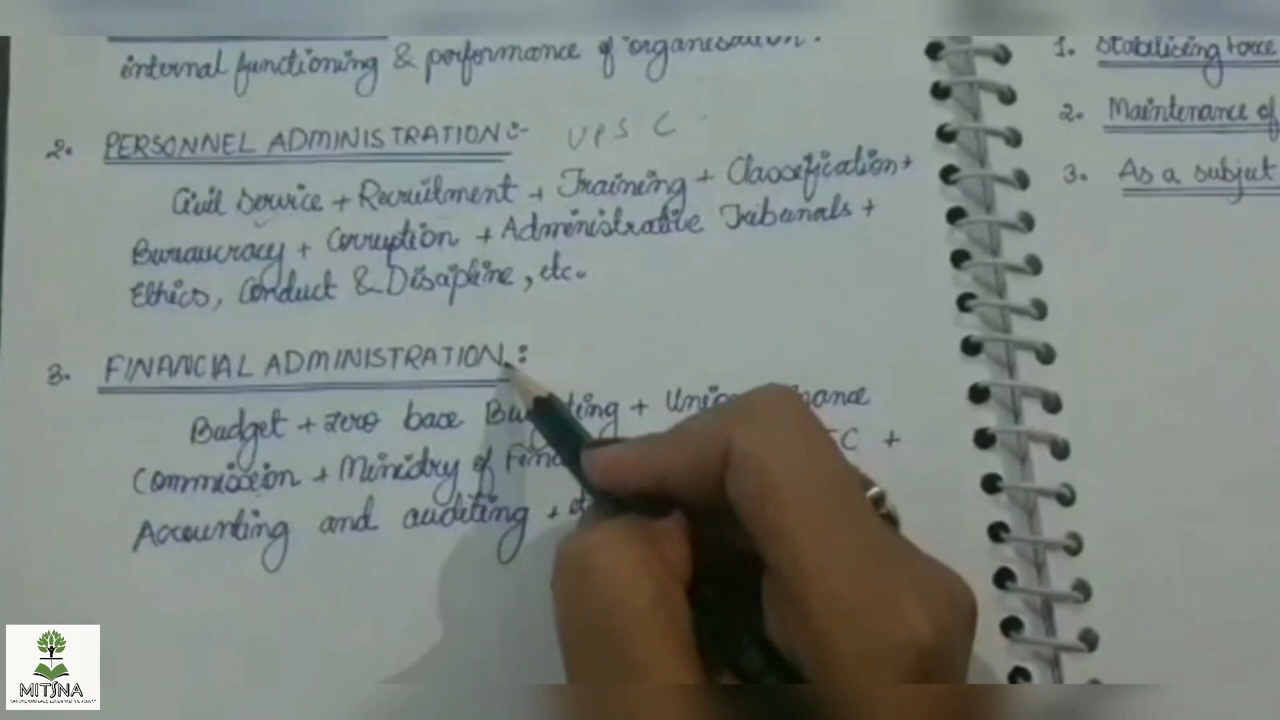 internal functioning & performance of organisation.
2. PERSONNEL ADMINISTRATION:- UPSC
Civil Service + Recruitment + Training + Classification +
Bureaucracy + Corruption + Administrative Tribunals +
Ethics, Conduct & Discipline, etc.
3. FINANCIAL ADMINISTRATION:
Budget + zero base + Union
Commission + Ministry of +
Accounting and auditing +
1. Stabilising force
2. Maintenance of
3. As a subject
MITJNA